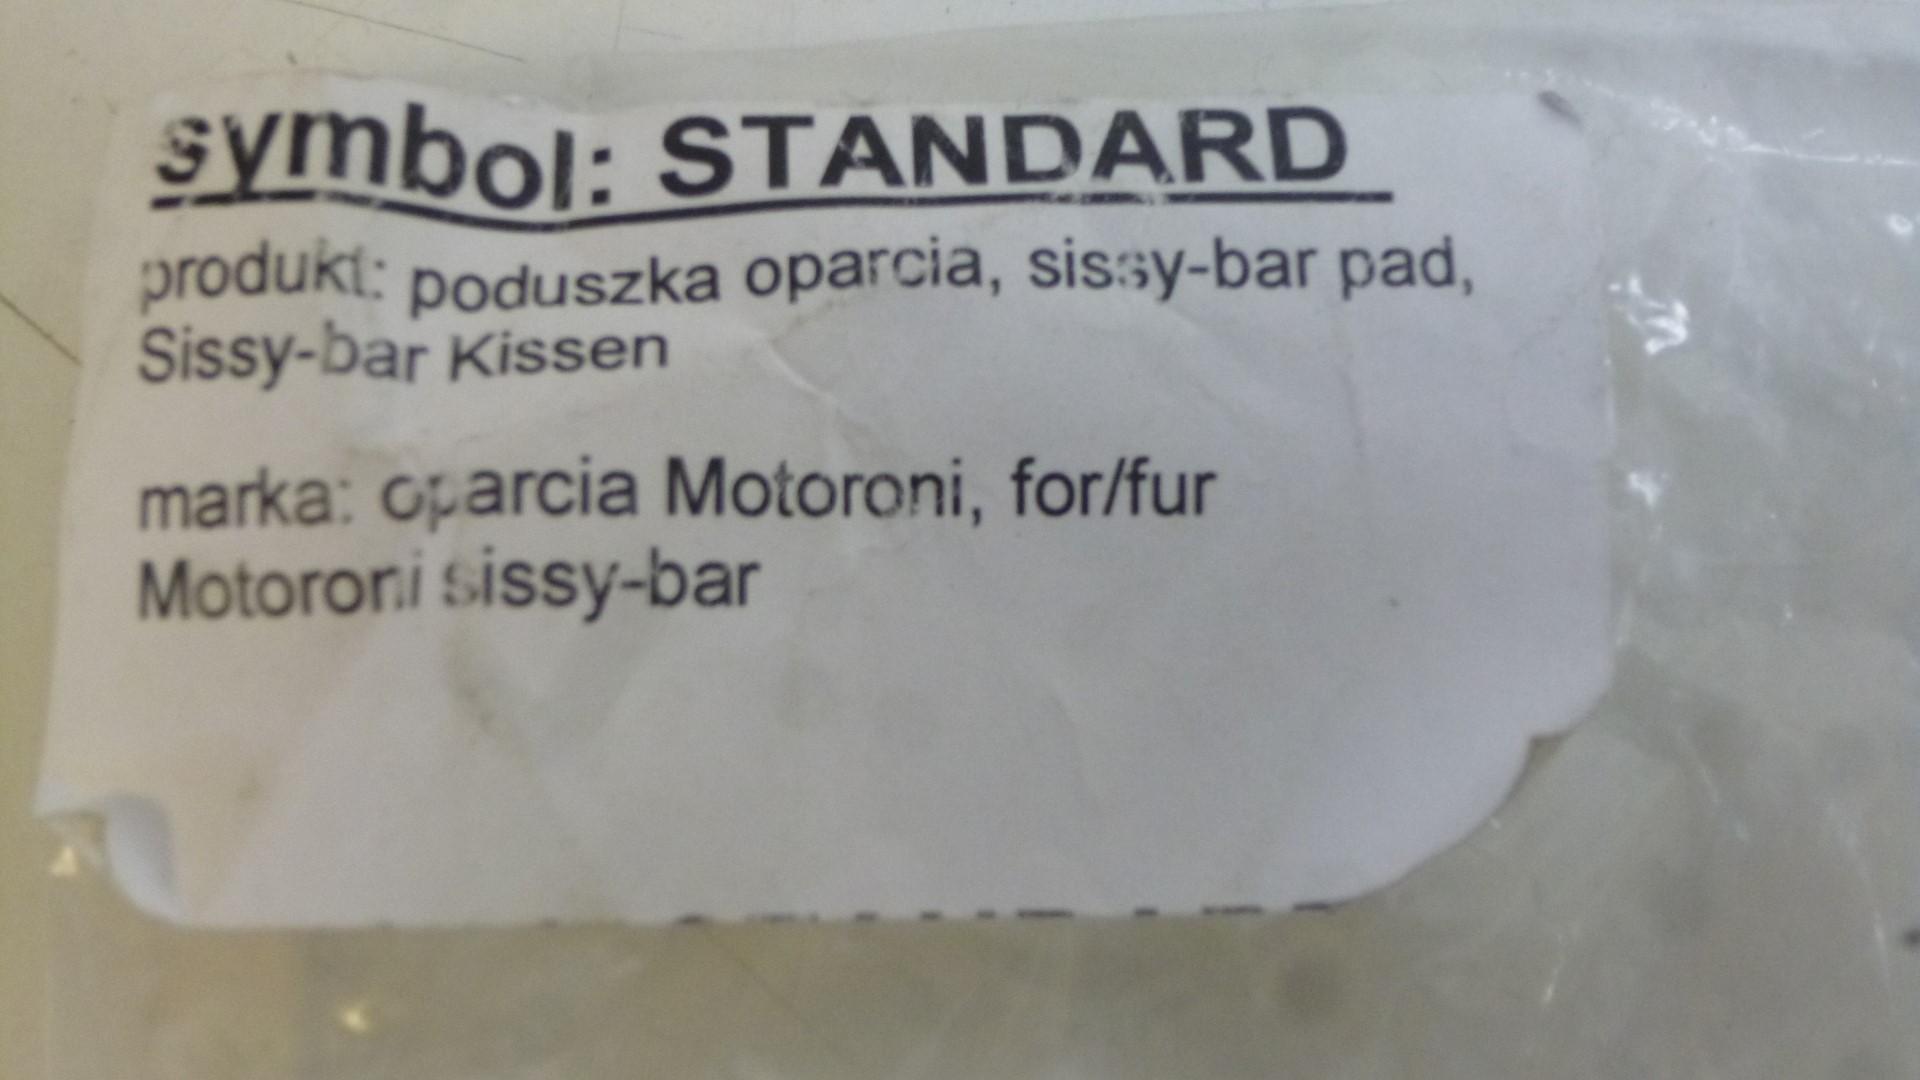 symbol: STANDARD
produkt: poduszka oparcia, sissy-bar pad,
Sissy-bar Kissen
marka: oparcia Motoroni, for/fur
Motoroni sissy-bar